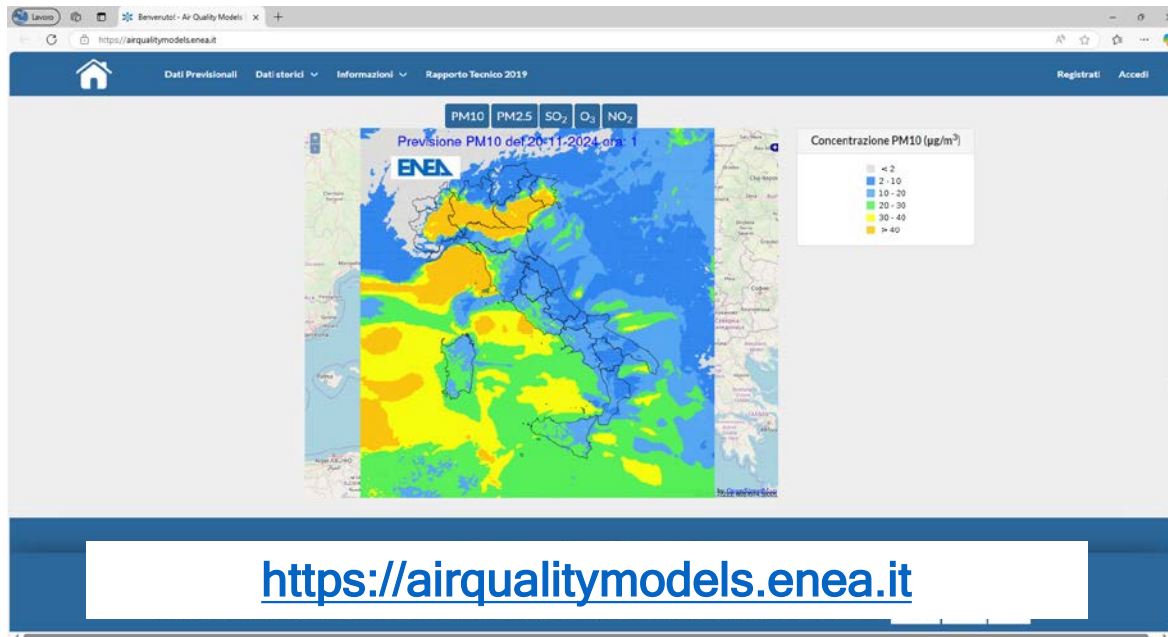 Lavoro
Benvenuto! - Air Quality Models
https://airqualitymodels.enea.it
Dati Previsionali
Dati storici
Informazioni
Rapporto Tecnico 2019
Registrati
Accedi
PM10
PM2.5
SO2
O3
NO2
Previsione PM10 del 20-11-2024 ora: 1
ENEA
Concentrazione PM10 (µg/m³)
< 2
2 - 10
10 - 20
20 - 30
30 - 40
> 40
https://airqualitymodels.enea.it